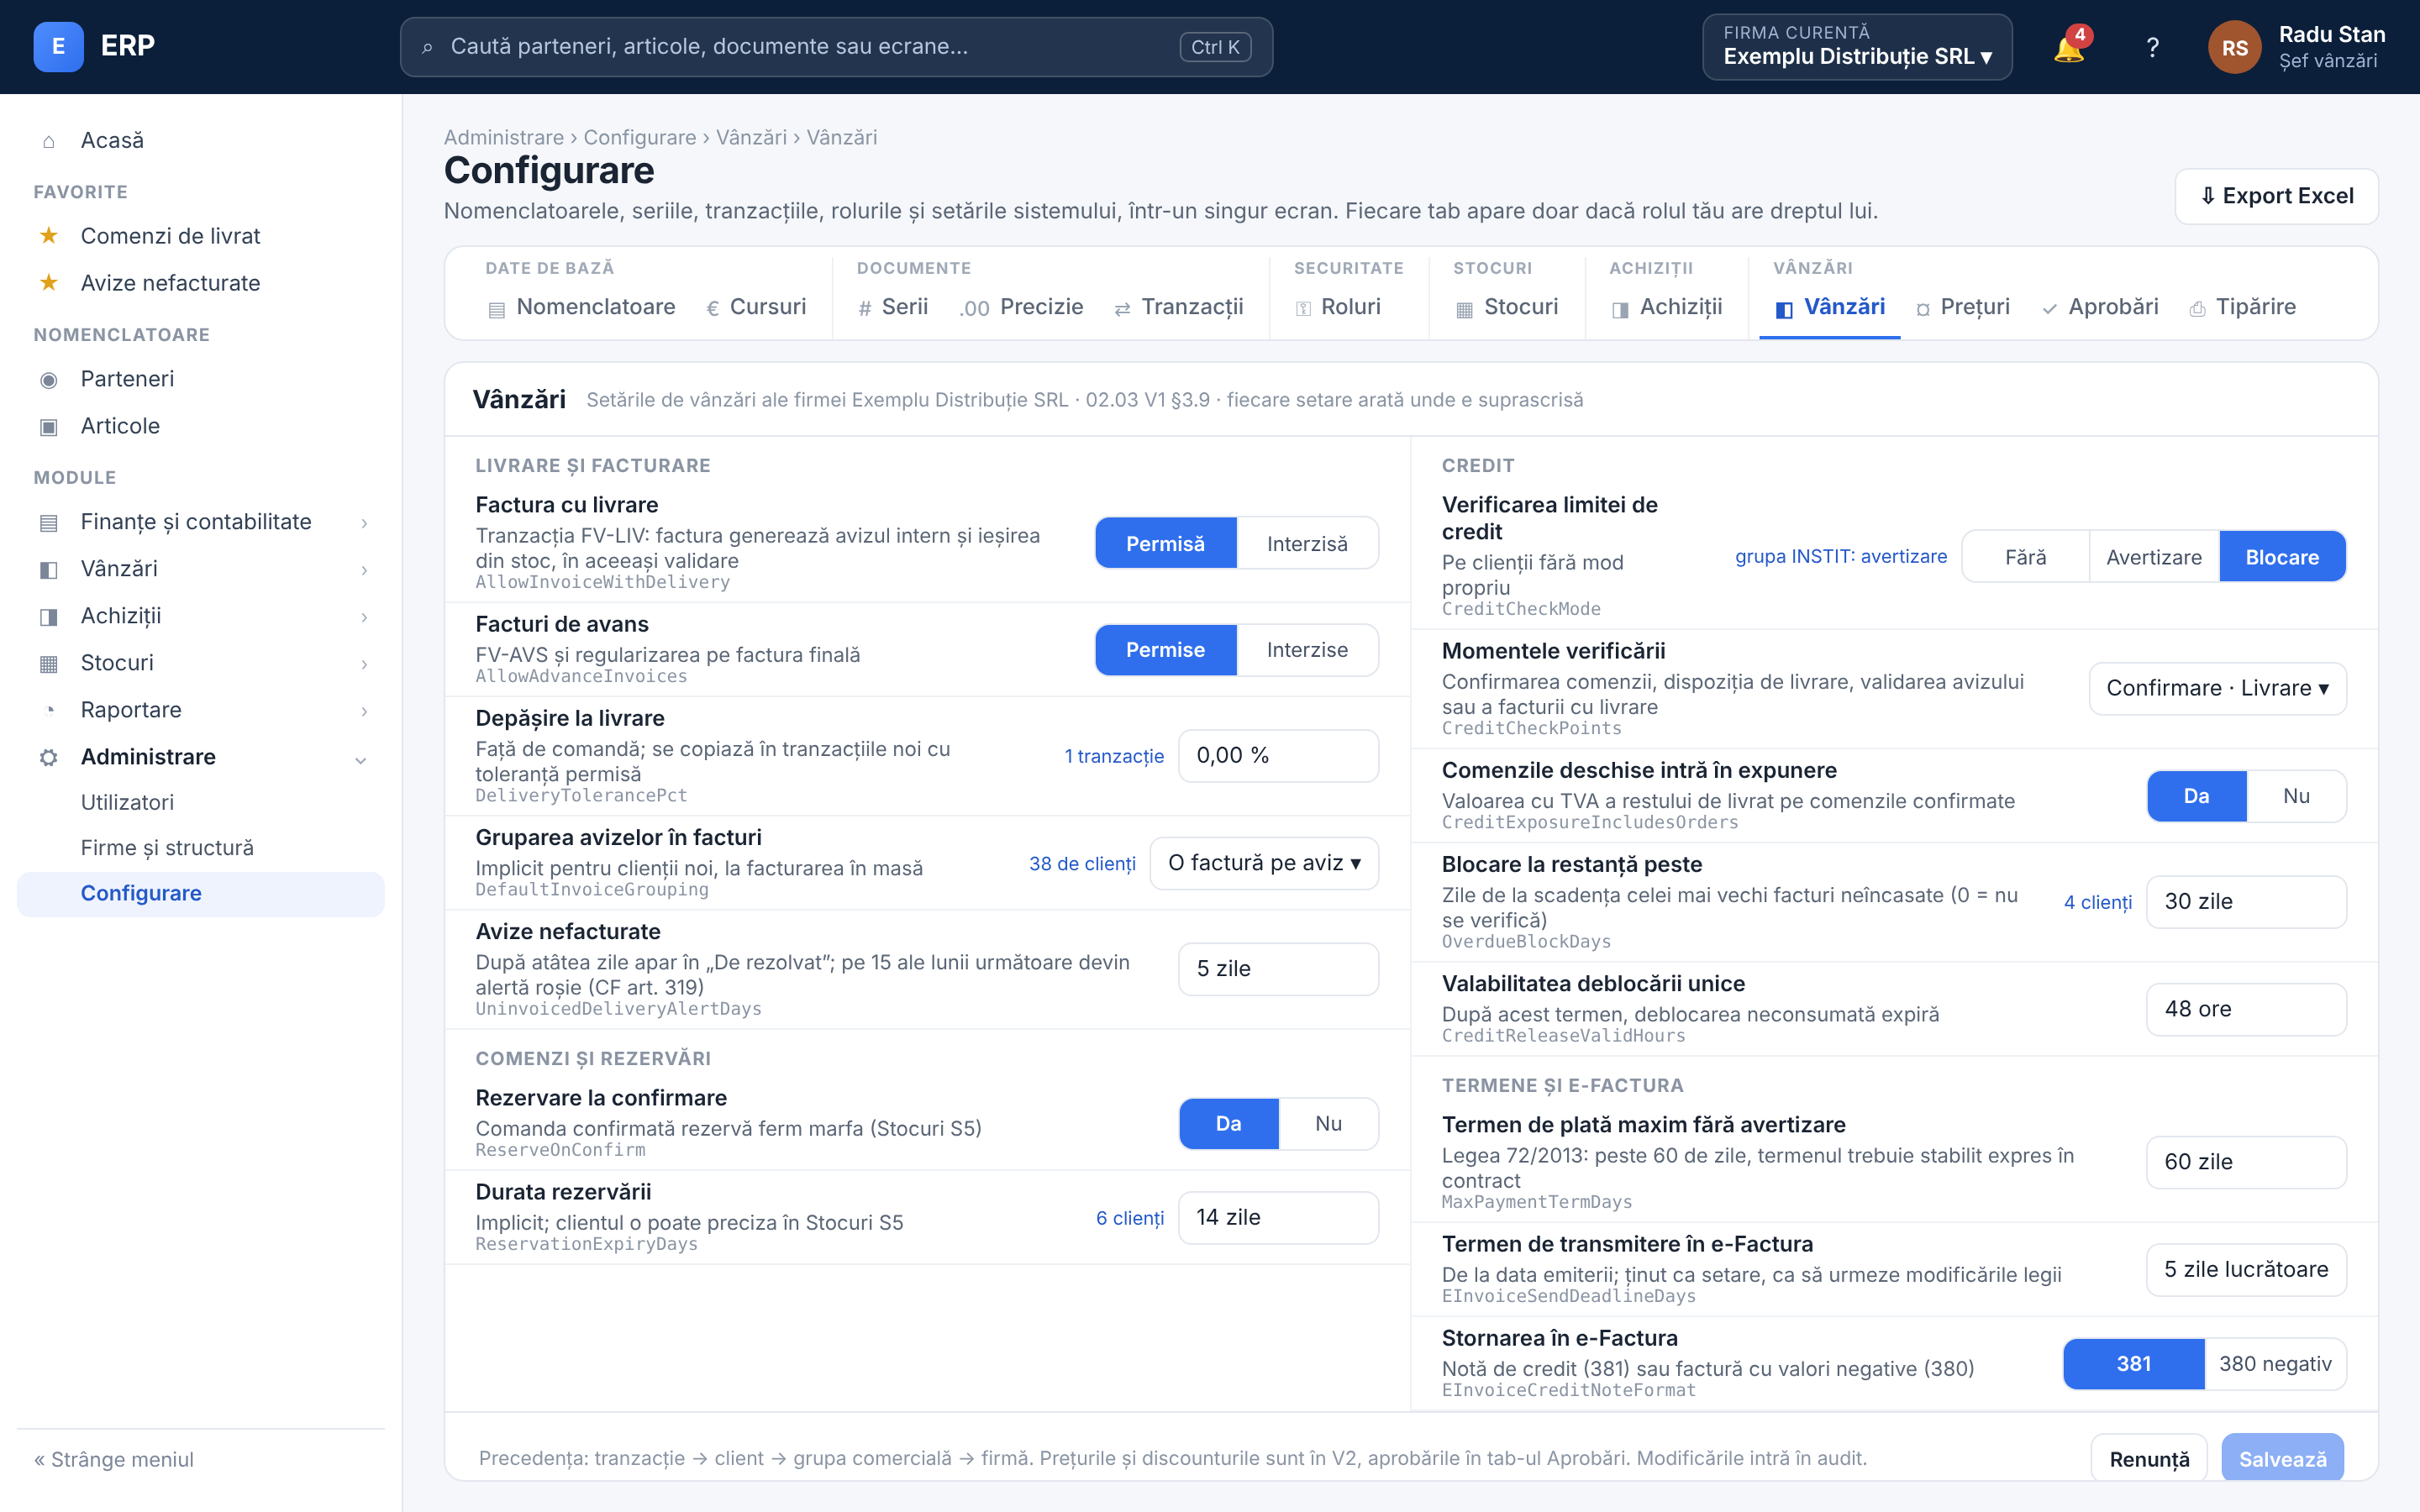 E ERP
Caută parteneri, articole, documente sau ecrane...
Ctrl K
FIRMA CURENTĂ
Exemplu Distribuție SRL ▾
4
?
RS
Radu Stan
Șef vânzări
Acasă
FAVORITE
★ Comenzi de livrat
★ Avize nefacturate
NOMENCLATOARE
Parteneri
Articole
MODULE
Finanțe și contabilitate ›
Vânzări ›
Achiziții ›
Stocuri ›
Raportare ›
Administrare
Utilizatori
Firme și structură
Configurare
« Strânge meniul
Administrare › Configurare › Vânzări › Vânzări
Configurare
Nomenclatoarele, seriile, tranzacțiile, rolurile și setările sistemului, într-un singur ecran. Fiecare tab apare doar dacă rolul tău are dreptul lui.
⇩ Export Excel
DATE DE BAZĂ
Nomenclatoare
€ Cursuri
DOCUMENTE
# Serii
.00 Precizie
⇄ Tranzacții
SECURITATE
Roluri
STOCURI
Stocuri
ACHIZIȚII
Achiziții
VÂNZĂRI
Vânzări
¤ Prețuri
✓ Aprobări
Tipărire
Vânzări
Setările de vânzări ale firmei Exemplu Distribuție SRL · 02.03 V1 §3.9 · fiecare setare arată unde e suprascrisă
LIVRARE ȘI FACTURARE
Factura cu livrare
Tranzacția FV-LIV: factura generează avizul intern și ieșirea
din stoc, în aceeași validare
AllowInvoiceWithDelivery
Permisă
Interzisă
Facturi de avans
FV-AVS și regularizarea pe factura finală
AllowAdvanceInvoices
Permise
Interzise
Depășire la livrare
Față de comandă; se copiază în tranzacțiile noi cu
toleranță permisă
DeliveryTolerancePct
1 tranzacție
0,00 %
Gruparea avizelor în facturi
Implicit pentru clienții noi, la facturarea în masă
DefaultInvoiceGrouping
38 de clienți
O factură pe aviz ▾
Avize nefacturate
După atâtea zile apar în „De rezolvat”; pe 15 ale lunii următoare devin
alertă roșie (CF art. 319)
UninvoicedDeliveryAlertDays
5 zile
COMENZI ȘI REZERVĂRI
Rezervare la confirmare
Comanda confirmată rezervă ferm marfa (Stocuri S5)
ReserveOnConfirm
Da
Nu
Durata rezervării
Implicit; clientul o poate preciza în Stocuri S5
ReservationExpiryDays
6 clienți
14 zile
CREDIT
Verificarea limitei de
credit
Pe clienții fără mod
propriu
CreditCheckMode
grupa INSTIT: avertizare
Fără
Avertizare
Blocare
Momentele verificării
Confirmarea comenzii, dispoziția de livrare, validarea avizului
sau a facturii cu livrare
CreditCheckPoints
Confirmare · Livrare ▾
Comenzile deschise intră în expunere
Valoarea cu TVA a restului de livrat pe comenzile confirmate
CreditExposureIncludesOrders
Da
Nu
Blocare la restanță peste
Zile de la scadența celei mai vechi facturi neîncasate (0 = nu
se verifică)
OverdueBlockDays
4 clienți
30 zile
Valabilitatea deblocării unice
După acest termen, deblocarea neconsumată expiră
CreditReleaseValidHours
48 ore
TERMENE ȘI E-FACTURA
Termen de plată maxim fără avertizare
Legea 72/2013: peste 60 de zile, termenul trebuie stabilit expres în
contract
MaxPaymentTermDays
60 zile
Termen de transmitere în e-Factura
De la data emiterii; ținut ca setare, ca să urmeze modificările legii
EInvoiceSendDeadlineDays
5 zile lucrătoare
Stornarea în e-Factura
Notă de credit (381) sau factură cu valori negative (380)
EInvoiceCreditNoteFormat
381
380 negativ
Precedența: tranzacție → client → grupa comercială → firmă. Prețurile și discounturile sunt în V2, aprobările în tab-ul Aprobări. Modificările intră în audit.
Renunță
Salvează